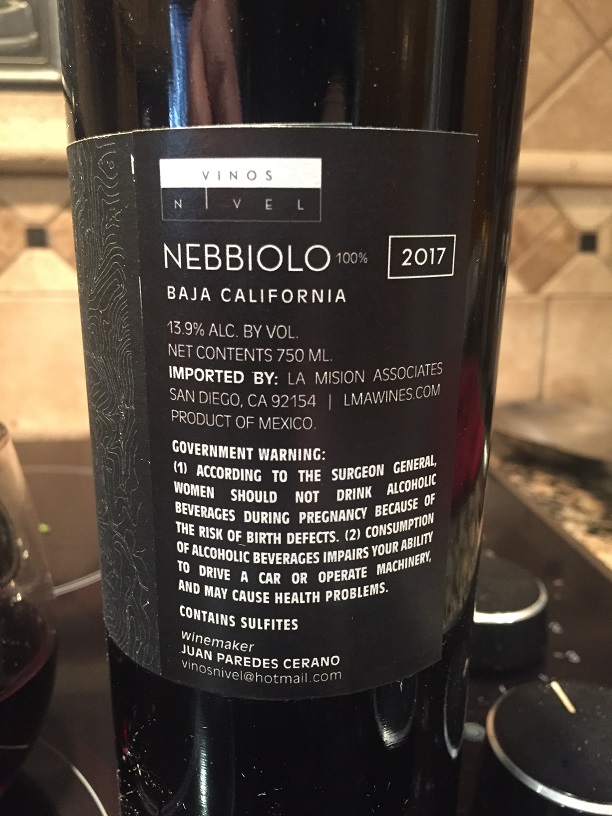 VINOS
NIVEL
NEBBIOLO 100% 2017
BAJA CALIFORNIA
13.9% ALC. BY VOL.
NET CONTENTS 750 ML.
IMPORTED BY: LA MISION ASSOCIATES
SAN DIEGO, CA 92154 | LMAWINES.COM
PRODUCT OF MEXICO.
GOVERNMENT WARNING:
(1) ACCORDING TO THE SURGEON GENERAL,
WOMEN SHOULD NOT DRINK ALCOHOLIC
BEVERAGES DURING PREGNANCY BECAUSE OF
THE RISK OF BIRTH DEFECTS. (2) CONSUMPTION
OF ALCOHOLIC BEVERAGES IMPAIRS YOUR ABILITY
TO DRIVE A CAR OR OPERATE MACHINERY,
AND MAY CAUSE HEALTH PROBLEMS.
CONTAINS SULFITES
winemaker
JUAN PAREDES CERANO
vinosnivel@hotmail.com